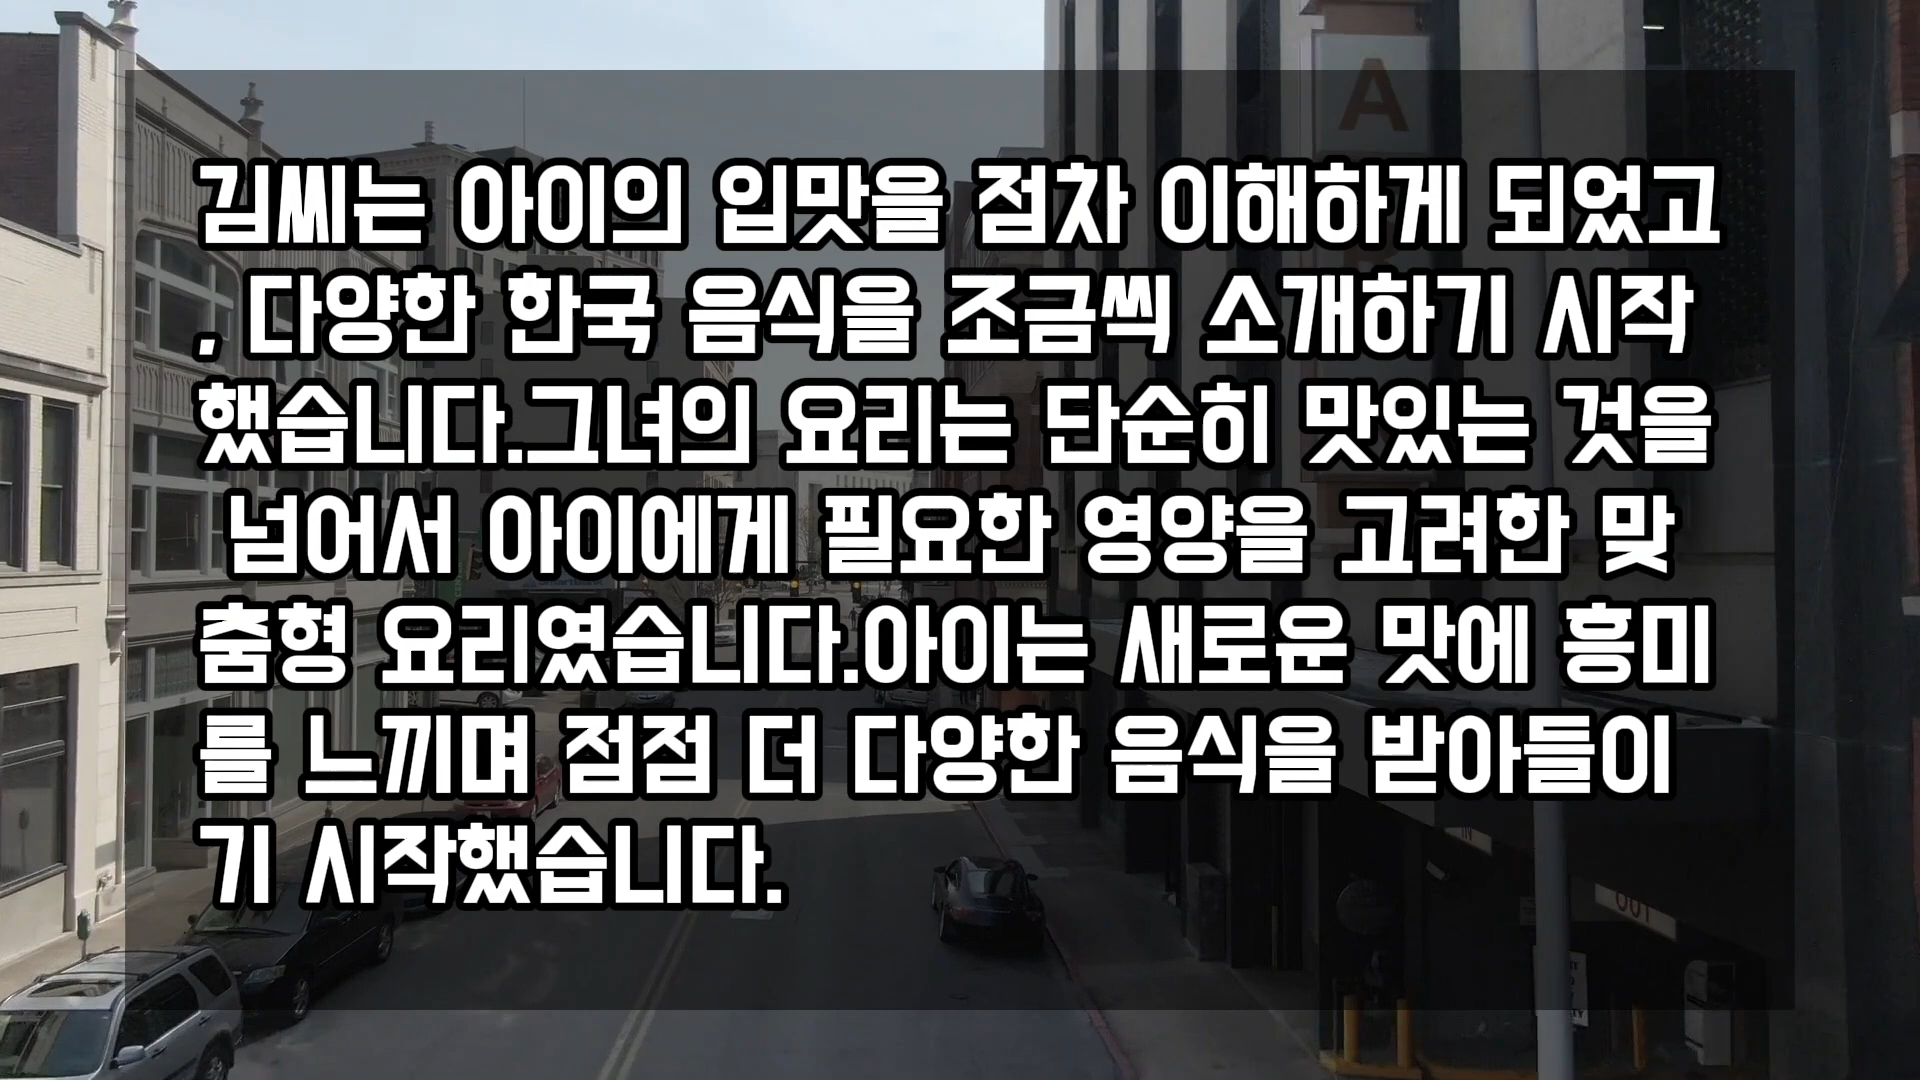 김씨는 아이의 입맛을 점차 이해하게 되었고
, 다양한 한국 음식을 조금씩 소개하기 시작
했습니다.그녀의 요리는 단순히 맛있는 것을
넘어서 아이에게 필요한 영양을 고려한 맞
춤형 요리였습니다.아이는 새로운 맛에 흥미
를 느끼며 점점 더 다양한 음식을 받아들이
기 시작했습니다.
A
IN
OUT